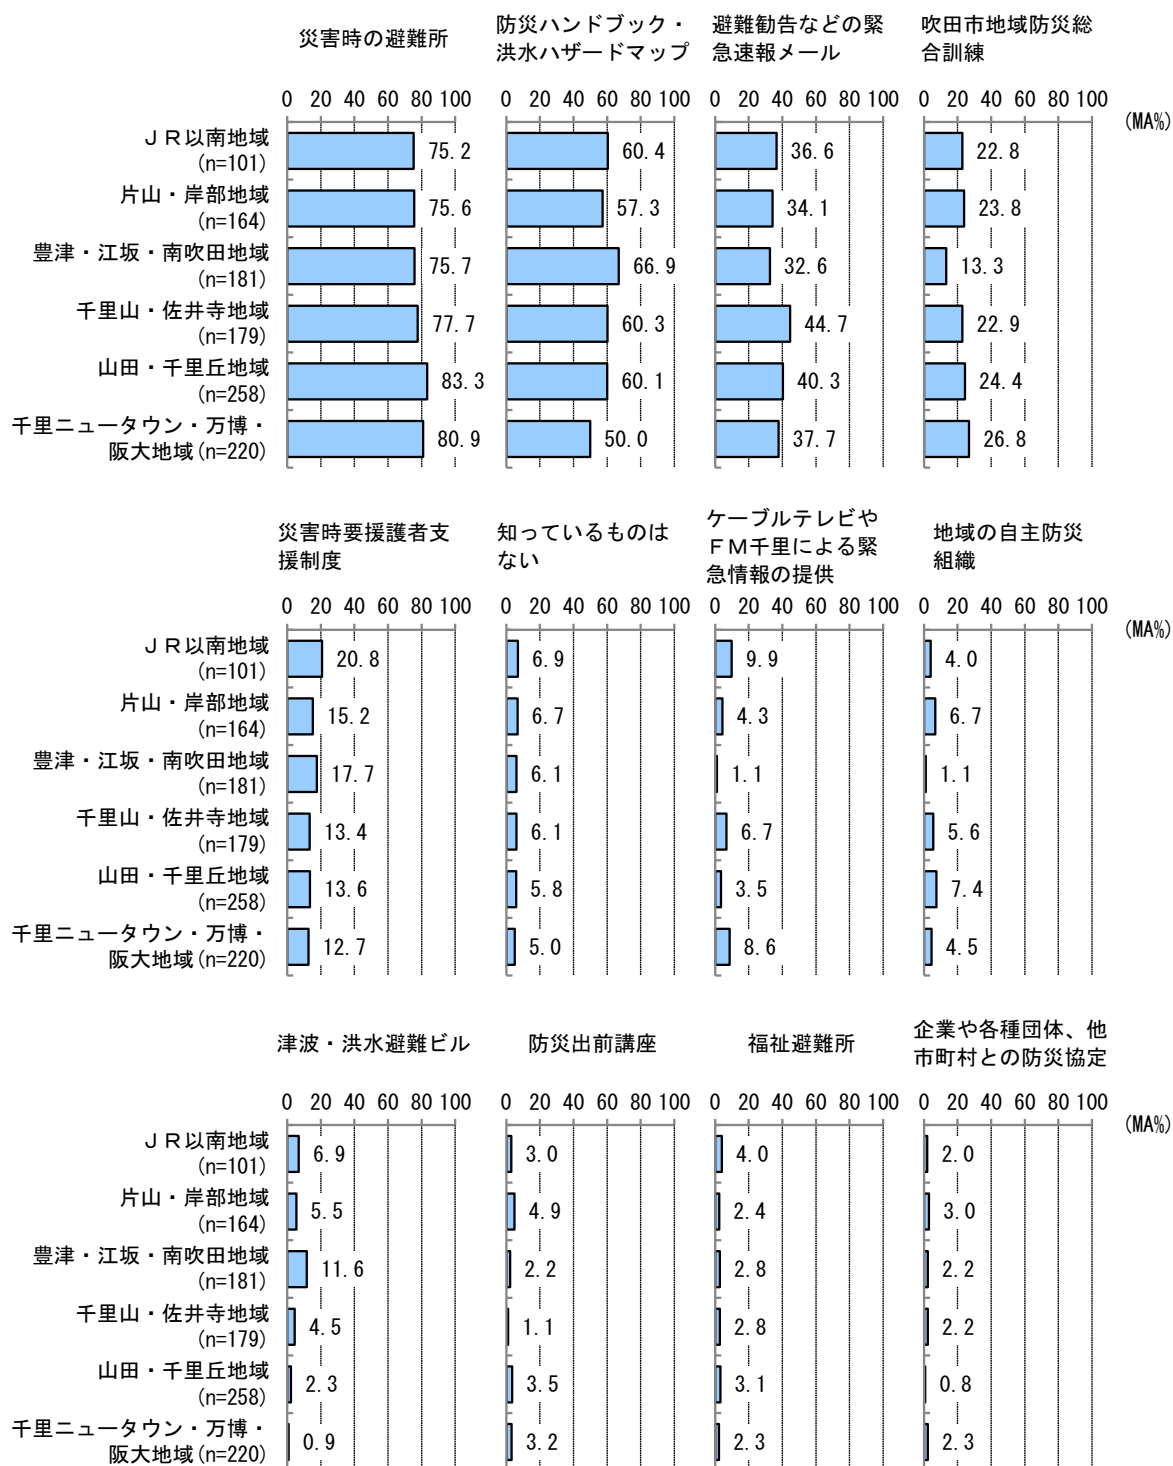 災害時の避難所
防災ハンドブック・
洪水ハザードマップ
避難勧告などの緊
急速報メール
吹田市地域防災総
合訓練
0 20 40 60 80 100 0 20 40 60 80 100 0 20 40 60 80 100 0 20 40 60 80 100
(MA%)
ＪＲ以南地域
(n=101) 75.2 60.4 36.6 22.8
片山・岸部地域
(n=164) 75.6 57.3 34.1 23.8
豊津・江坂・南吹田地域
(n=181) 75.7 66.9 32.6 13.3
千里山・佐井寺地域
(n=179) 77.7 60.3 44.7 22.9
山田・千里丘地域
(n=258) 83.3 60.1 40.3 24.4
千里ニュータウン・万博・
阪大地域(n=220) 80.9 50.0 37.7 26.8
災害時要援護者支
援制度
知っているものは
ない
ケーブルテレビや
ＦＭ千里による緊
急情報の提供
地域の自主防災
組織
0 20 40 60 80 100 0 20 40 60 80 100 0 20 40 60 80 100 0 20 40 60 80 100
(MA%)
ＪＲ以南地域
(n=101) 20.8 6.9 9.9 4.0
片山・岸部地域
(n=164) 15.2 6.7 4.3 6.7
豊津・江坂・南吹田地域
(n=181) 17.7 6.1 1.1 1.1
千里山・佐井寺地域
(n=179) 13.4 6.1 6.7 5.6
山田・千里丘地域
(n=258) 13.6 5.8 3.5 7.4
千里ニュータウン・万博・
阪大地域(n=220) 12.7 5.0 8.6 4.5
津波・洪水避難ビル
防災出前講座
福祉避難所
企業や各種団体、他
市町村との防災協定
0 20 40 60 80 100 0 20 40 60 80 100 0 20 40 60 80 100 0 20 40 60 80 100
(MA%)
ＪＲ以南地域
(n=101) 6.9 3.0 4.0 2.0
片山・岸部地域
(n=164) 5.5 4.9 2.4 3.0
豊津・江坂・南吹田地域
(n=181) 11.6 2.2 2.8 2.2
千里山・佐井寺地域
(n=179) 4.5 1.1 2.8 2.2
山田・千里丘地域
(n=258) 2.3 3.5 3.1 0.8
千里ニュータウン・万博・
阪大地域(n=220) 0.9 3.2 2.3 2.3